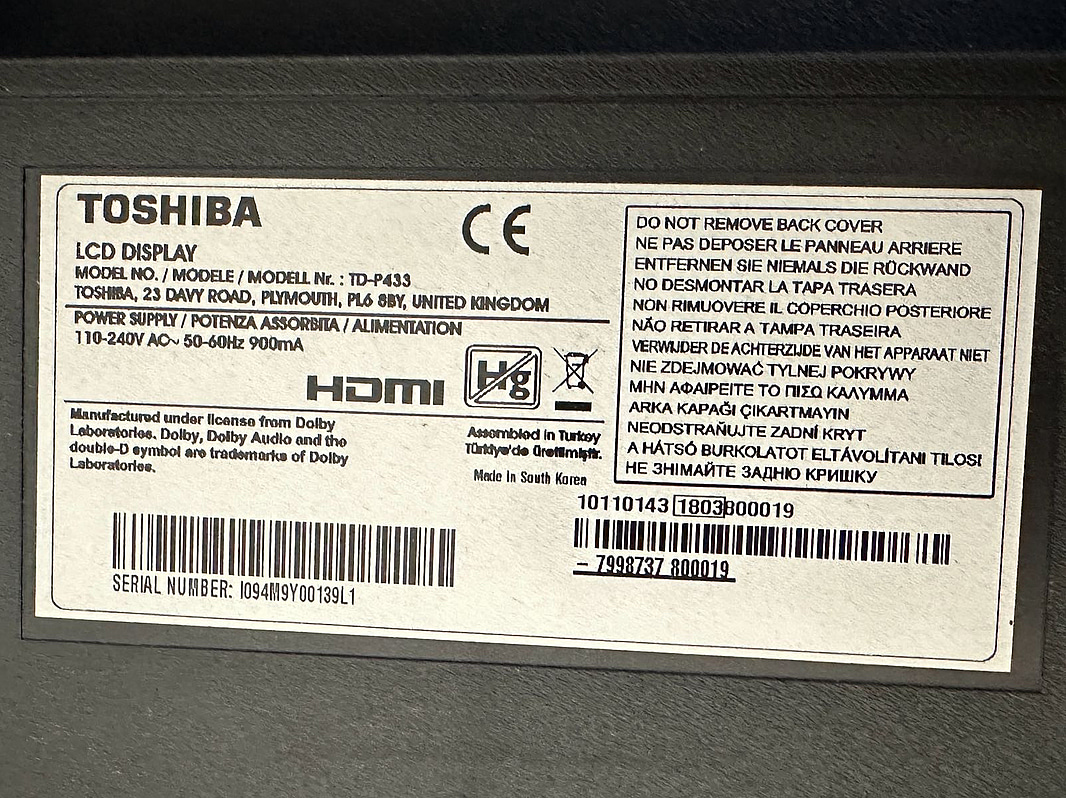 TOSHIBA
CE
LCD DISPLAY
MODEL NO. / MODELE / MODELL Nr. : TD-P433
TOSHIBA, 23 DAVY ROAD, PLYMOUTH, PL6 8BY, UNITED KINGDOM
POWER SUPPLY / POTENZA ASSORBITA / ALIMENTATION
110-240V AC~ 50-60Hz 900mA
HDMI
Hg
Manufactured under license from Dolby
Laboratories. Dolby, Dolby Audio and the
double-D symbol are trademarks of Dolby
Laboratories.
Assembled in Turkey
Türkiye'de üretilmiştir.
Made in South Korea
DO NOT REMOVE BACK COVER
NE PAS DEPOSER LE PANNEAU ARRIERE
ENTFERNEN SIE NIEMALS DIE RÜCKWAND
NO DESMONTAR LA TAPA TRASERA
NON RIMUOVERE IL COPERCHIO POSTERIORE
NÃO RETIRAR A TAMPA TRASEIRA
VERWIJDER DE ACHTERZIJDE VAN HET APPARAAT NIET
NIE ZDEJMOWAĆ TYLNEJ POKRYWY
ΜΗΝ ΑΦΑΙΡΕΙΤΕ ΤΟ ΠΙΣΩ ΚΑΛΥΜΜΑ
ARKA KAPAĞI ÇIKARTMAYIN
NEODSTRAŇUJTE ZADNÍ KRYT
A HÁTSÓ BURKOLATOT ELTÁVOLÍTANI TILOS!
НЕ ЗНІМАЙТЕ ЗАДНЮ КРИШКУ
10110143 1803800019
- 7998737 800019
SERIAL NUMBER: I094M9Y00139L1